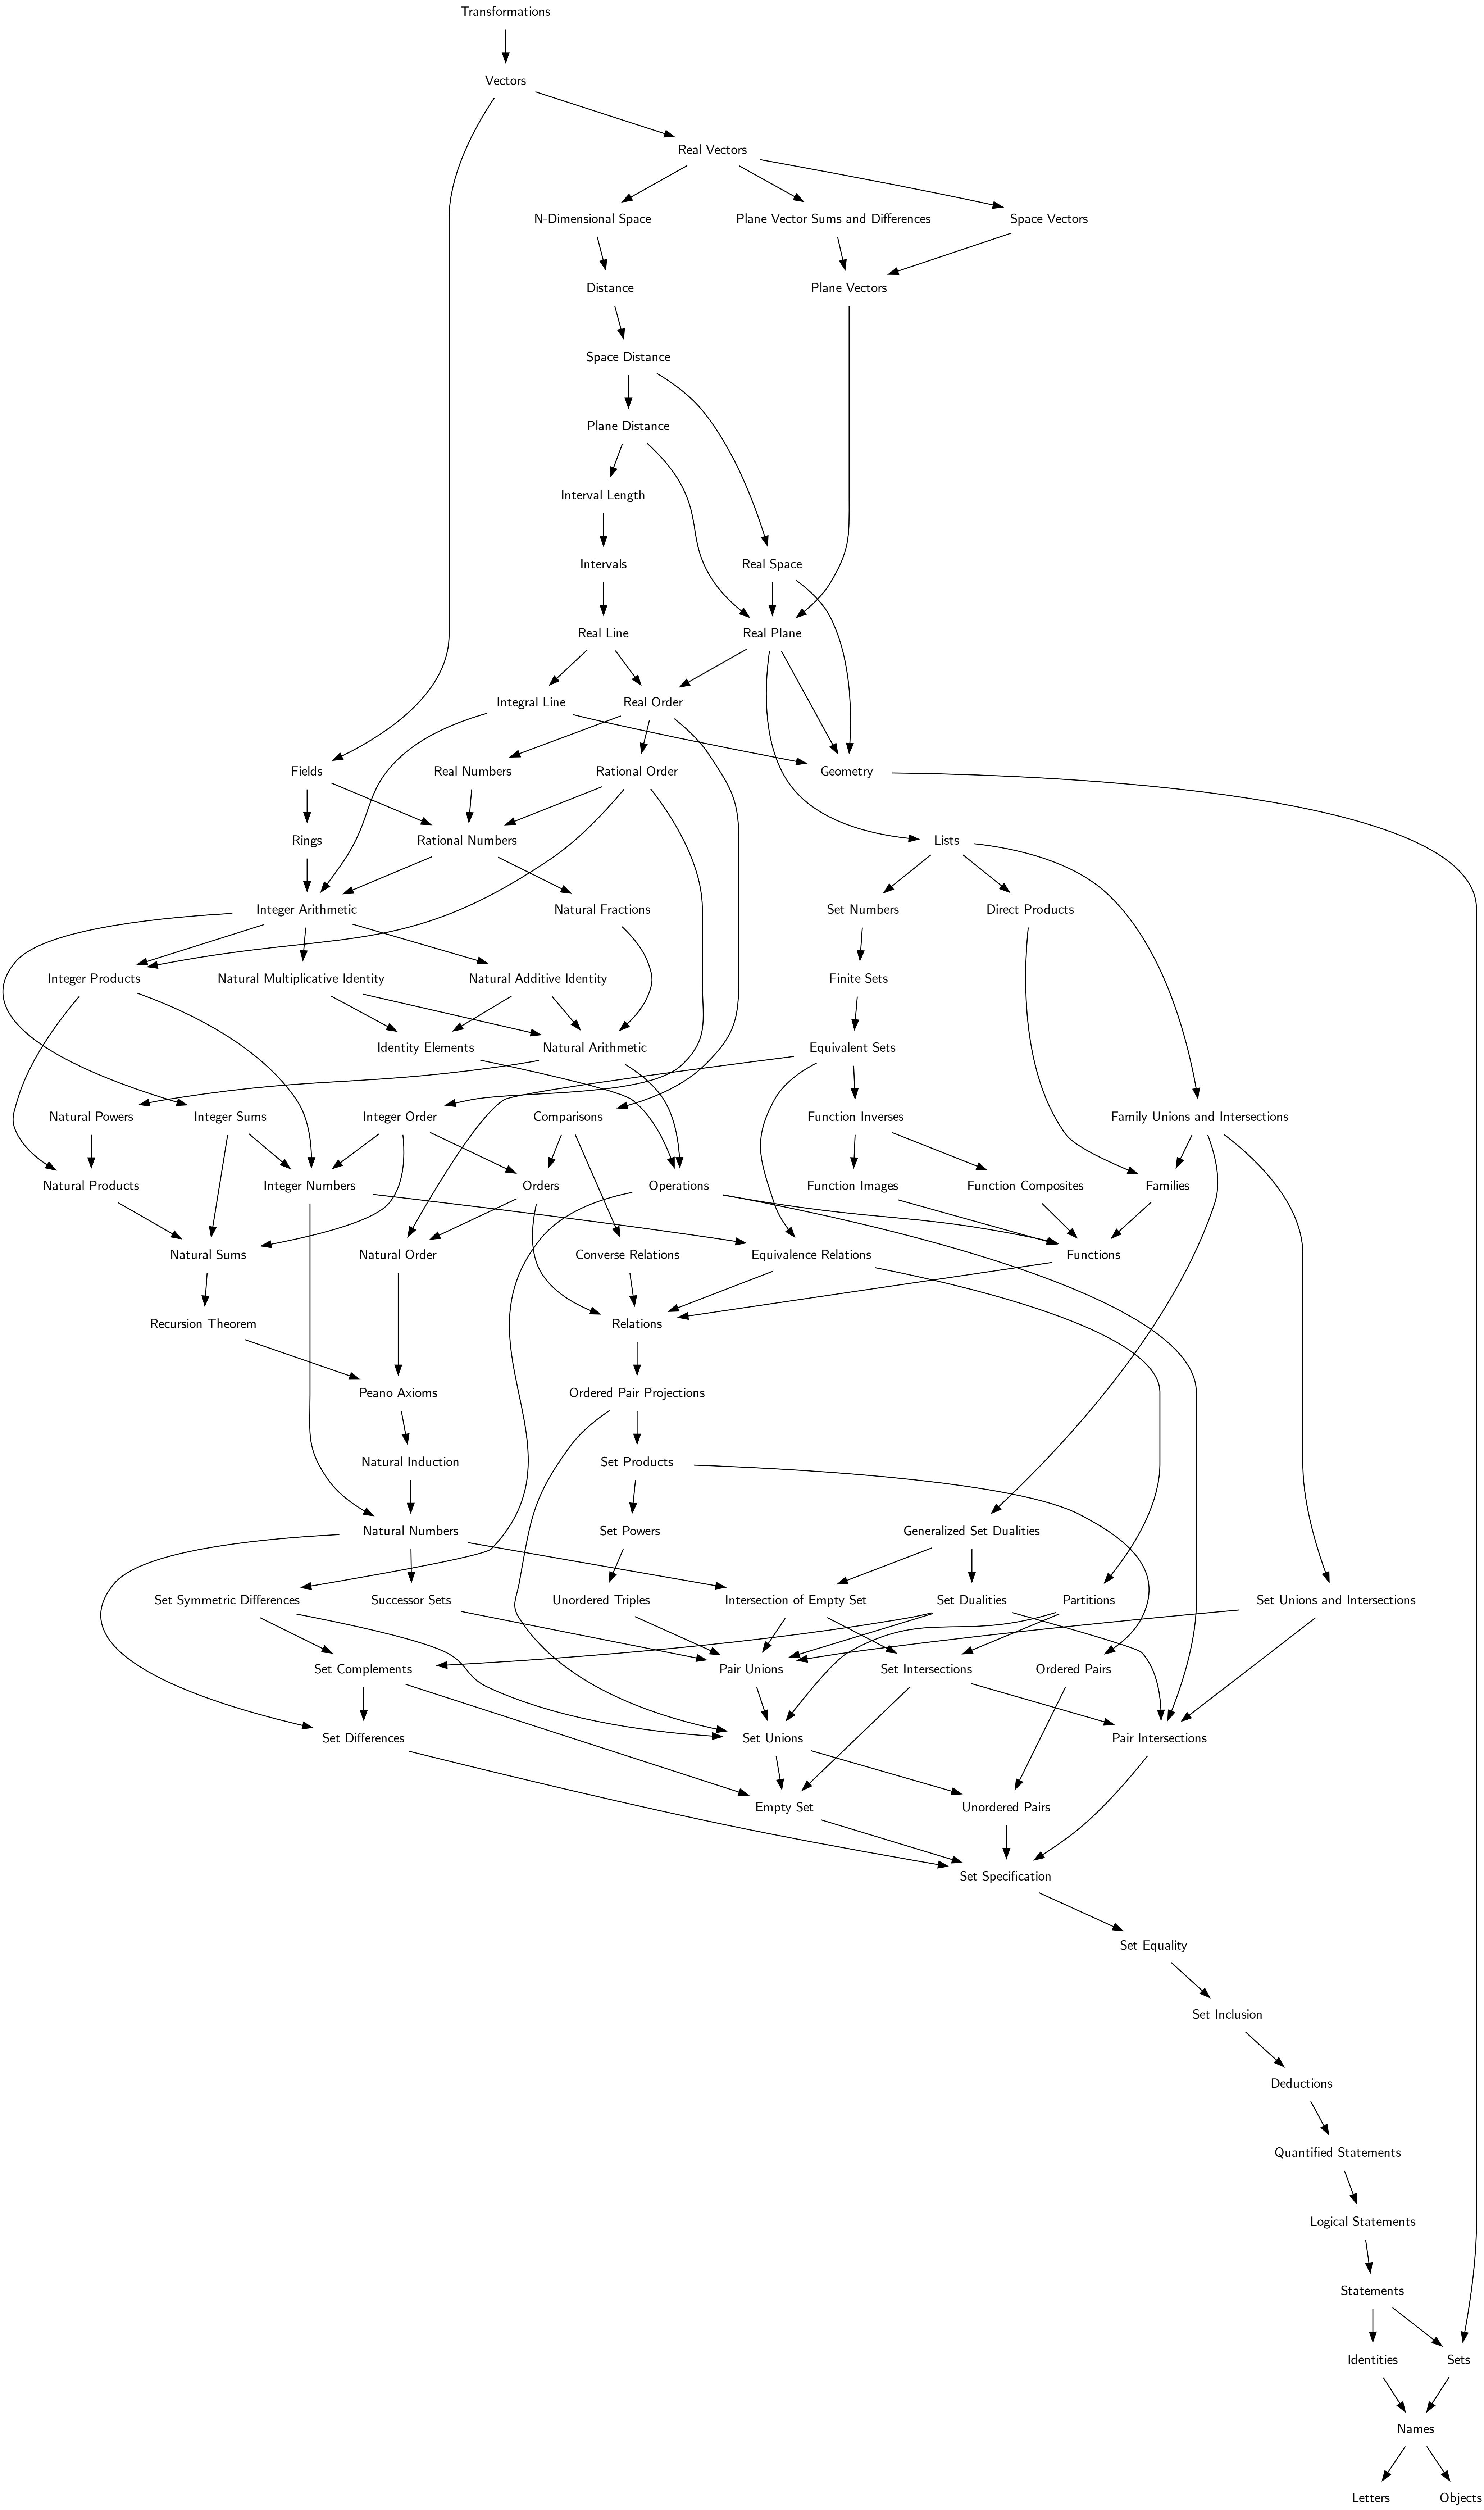 Transformations
Vectors
Real Vectors
N-Dimensional Space
Plane Vector Sums and Differences
Space Vectors
Distance
Plane Vectors
Space Distance
Plane Distance
Interval Length
Intervals
Real Space
Real Line
Real Plane
Integral Line
Real Order
Fields
Real Numbers
Rational Order
Geometry
Rings
Rational Numbers
Lists
Integer Arithmetic
Natural Fractions
Set Numbers
Direct Products
Integer Products
Natural Multiplicative Identity
Natural Additive Identity
Finite Sets
Identity Elements
Natural Arithmetic
Equivalent Sets
Natural Powers
Integer Sums
Integer Order
Comparisons
Function Inverses
Family Unions and Intersections
Natural Products
Integer Numbers
Orders
Operations
Function Images
Function Composites
Families
Natural Sums
Natural Order
Converse Relations
Equivalence Relations
Functions
Recursion Theorem
Relations
Peano Axioms
Ordered Pair Projections
Natural Induction
Set Products
Natural Numbers
Set Powers
Generalized Set Dualities
Set Symmetric Differences
Successor Sets
Unordered Triples
Intersection of Empty Set
Set Dualities
Partitions
Set Unions and Intersections
Set Complements
Pair Unions
Set Intersections
Ordered Pairs
Set Differences
Set Unions
Pair Intersections
Empty Set
Unordered Pairs
Set Specification
Set Equality
Set Inclusion
Deductions
Quantified Statements
Logical Statements
Statements
Identities
Sets
Names
Letters
Objects